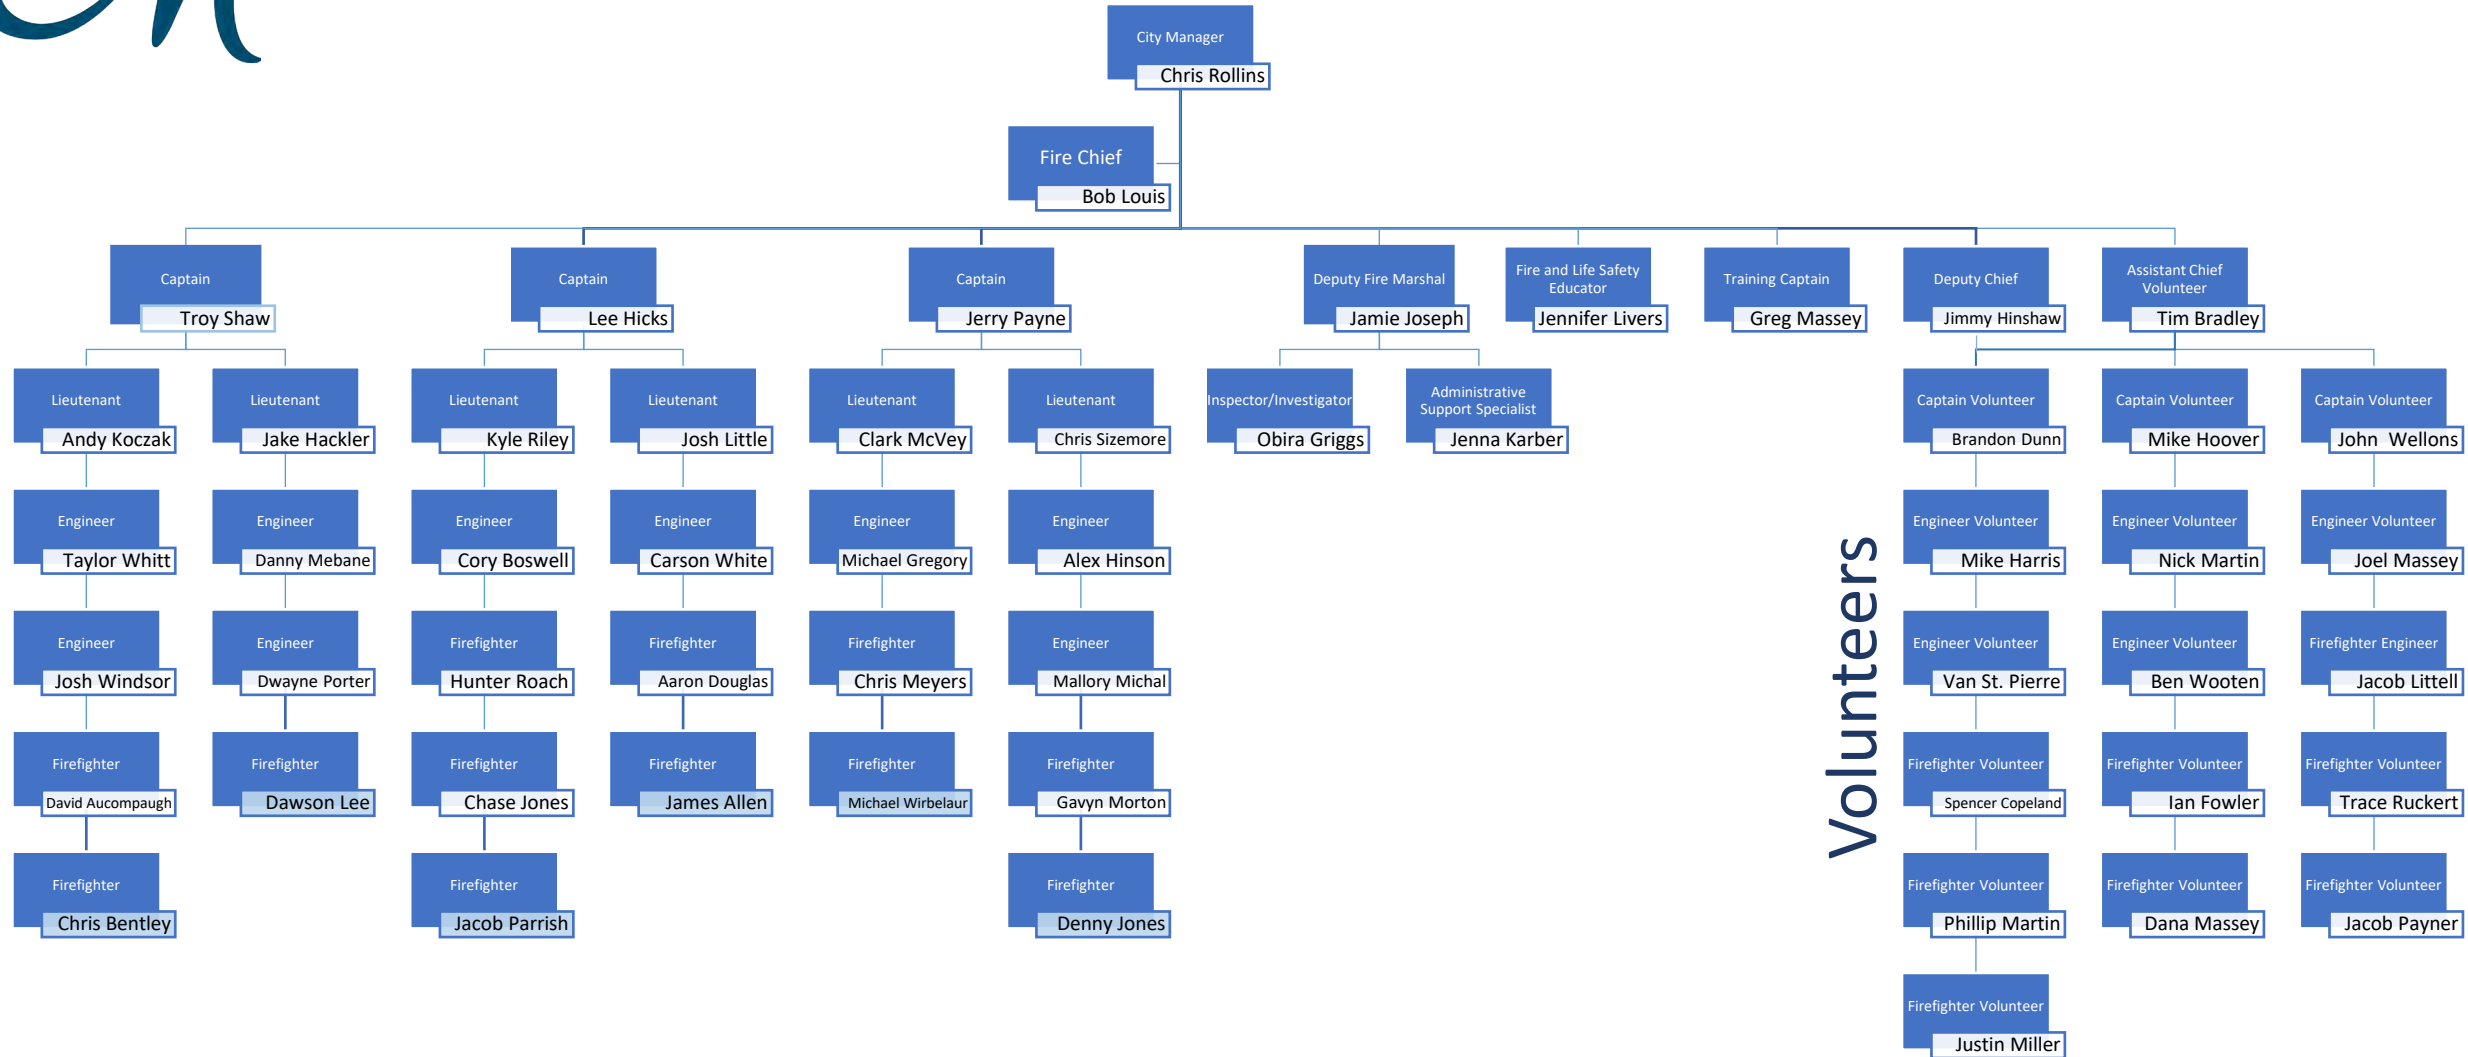 City Manager
Chris Rollins
Fire Chief
Bob Louis
Captain
Troy Shaw
Captain
Lee Hicks
Captain
Jerry Payne
Deputy Fire Marshal
Jamie Joseph
Fire and Life Safety
Educator
Jennifer Livers
Training Captain
Greg Massey
Deputy Chief
Jimmy Hinshaw
Assistant Chief
Volunteer
Tim Bradley
Lieutenant
Andy Koczak
Lieutenant
Jake Hackler
Lieutenant
Kyle Riley
Lieutenant
Josh Little
Lieutenant
Clark McVey
Lieutenant
Chris Sizemore
Inspector/Investigator
Obira Griggs
Administrative
Support Specialist
Jenna Karber
Captain Volunteer
Brandon Dunn
Captain Volunteer
Mike Hoover
Captain Volunteer
John  Wellons
Engineer
Taylor Whitt
Engineer
Danny Mebane
Engineer
Cory Boswell
Engineer
Carson White
Engineer
Michael Gregory
Engineer
Alex Hinson
Volunteers
Engineer Volunteer
Mike Harris
Engineer Volunteer
Nick Martin
Engineer Volunteer
Joel Massey
Engineer
Josh Windsor
Engineer
Dwayne Porter
Firefighter
Hunter Roach
Firefighter
Aaron Douglas
Firefighter
Chris Meyers
Engineer
Mallory Michal
Engineer Volunteer
Van St. Pierre
Engineer Volunteer
Ben Wooten
Firefighter Engineer
Jacob Littell
Firefighter
David Aucompaugh
Firefighter
Dawson Lee
Firefighter
Chase Jones
Firefighter
James Allen
Firefighter
Michael Wirbelaur
Firefighter
Gavyn Morton
Firefighter Volunteer
Spencer Copeland
Firefighter Volunteer
Ian Fowler
Firefighter Volunteer
Trace Ruckert
Firefighter
Chris Bentley
Firefighter
Jacob Parrish
Firefighter
Denny Jones
Firefighter Volunteer
Phillip Martin
Firefighter Volunteer
Dana Massey
Firefighter Volunteer
Jacob Payner
Firefighter Volunteer
Justin Miller